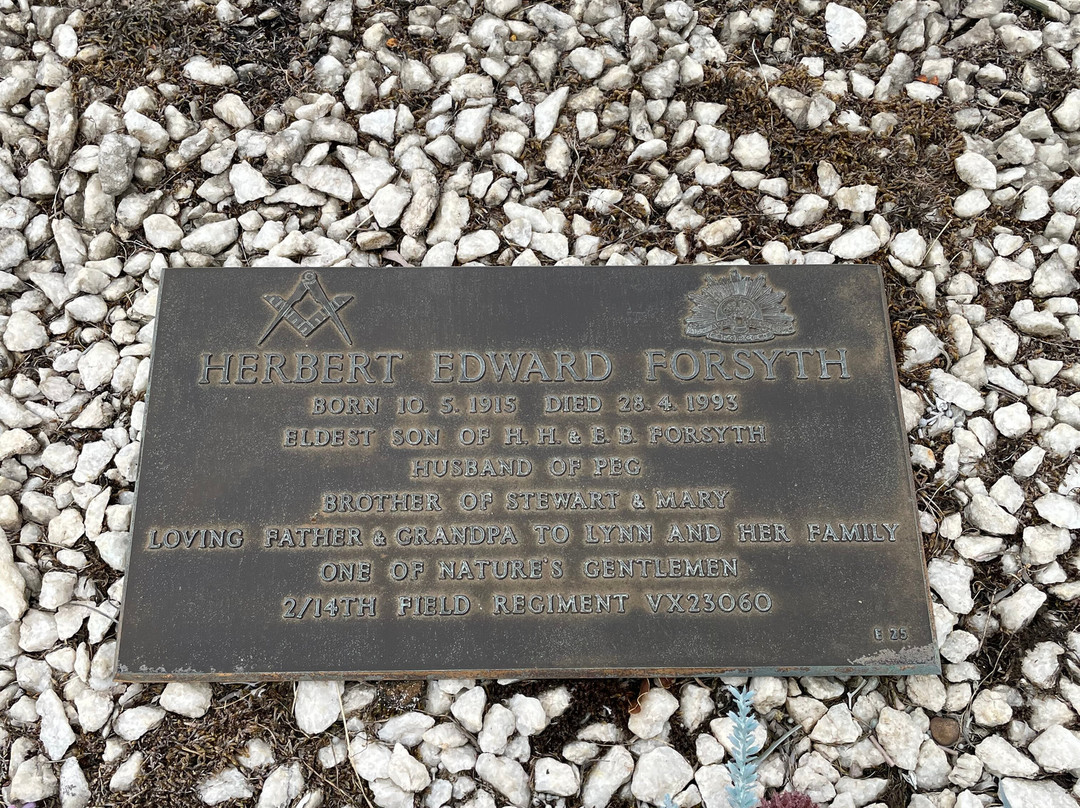 HERBERT EDWARD FORSYTH
BORN 10. 5. 1915 DIED 28. 4. 1993
ELDEST SON OF H. H. & E. B. FORSYTH
HUSBAND OF PEG
BROTHER OF STEWART & MARY
LOVING FATHER & GRANDPA TO LYNN AND HER FAMILY
ONE OF NATURE'S GENTLEMEN
2/14TH FIELD REGIMENT VX23060
E 25